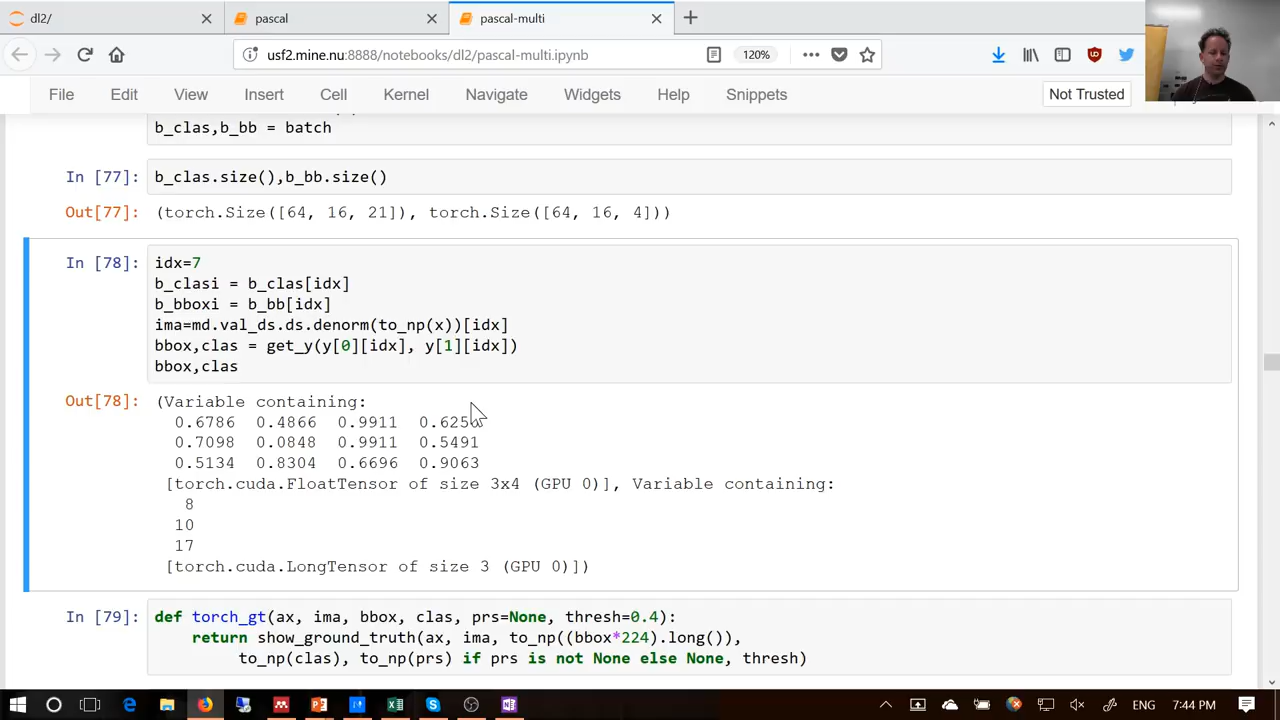 dl2/
pascal
pascal-multi
usf2.mine.nu:8888/notebooks/dl2/pascal-multi.ipynb
120%
File Edit View Insert Cell Kernel Navigate Widgets Help Snippets
Not Trusted
b_clas,b_bb = batch
In [77]: b_clas.size(),b_bb.size()
Out[77]: (torch.Size([64, 16, 21]), torch.Size([64, 16, 4]))
In [78]: idx=7
b_clasi = b_clas[idx]
b_bboxi = b_bb[idx]
ima=md.val_ds.ds.denorm(to_np(x))[idx]
bbox,clas = get_y(y[0][idx], y[1][idx])
bbox,clas
Out[78]: (Variable containing:
0.6786 0.4866 0.9911
0.7098 0.0848 0.9911 0.5491
0.5134 0.8304 0.6696 0.9063
[torch.cuda.FloatTensor of size 3x4 (GPU 0)], Variable containing:
8
10
17
[torch.cuda.LongTensor of size 3 (GPU 0)])
In [79]: def torch_gt(ax, ima, bbox, clas, prs=None, thresh=0.4):
return show_ground_truth(ax, ima, to_np((bbox*224).long()),
to_np(clas), to_np(prs) if prs is not None else None, thresh)
ENG 7:44 PM